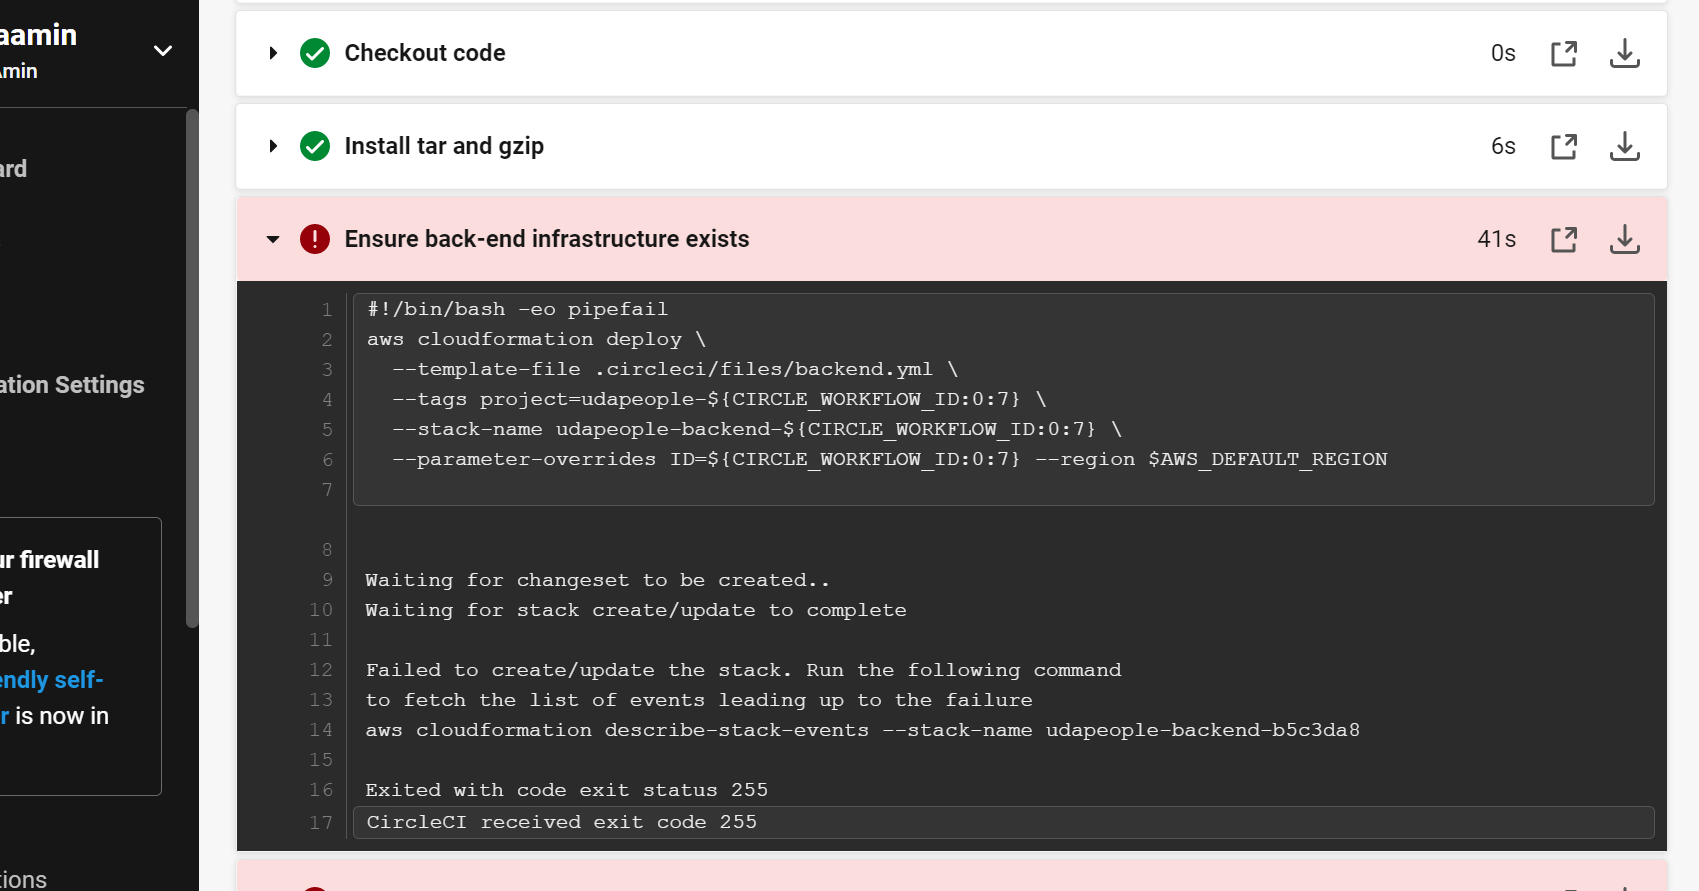 aamin
min
ard
ation Settings
ur firewall
er
ble,
endly self-
r is now in
tions
Checkout code 0s
Install tar and gzip 6s
Ensure back-end infrastructure exists 41s
1 #!/bin/bash -eo pipefail
2 aws cloudformation deploy \
3 --template-file .circleci/files/backend.yml \
4 --tags project=udapeople-${CIRCLE_WORKFLOW_ID:0:7} \
5 --stack-name udapeople-backend-${CIRCLE_WORKFLOW_ID:0:7} \
6 --parameter-overrides ID=${CIRCLE_WORKFLOW_ID:0:7} --region $AWS_DEFAULT_REGION
7
8
9 Waiting for changeset to be created..
10 Waiting for stack create/update to complete
11
12 Failed to create/update the stack. Run the following command
13 to fetch the list of events leading up to the failure
14 aws cloudformation describe-stack-events --stack-name udapeople-backend-b5c3da8
15
16 Exited with code exit status 255
17 CircleCI received exit code 255